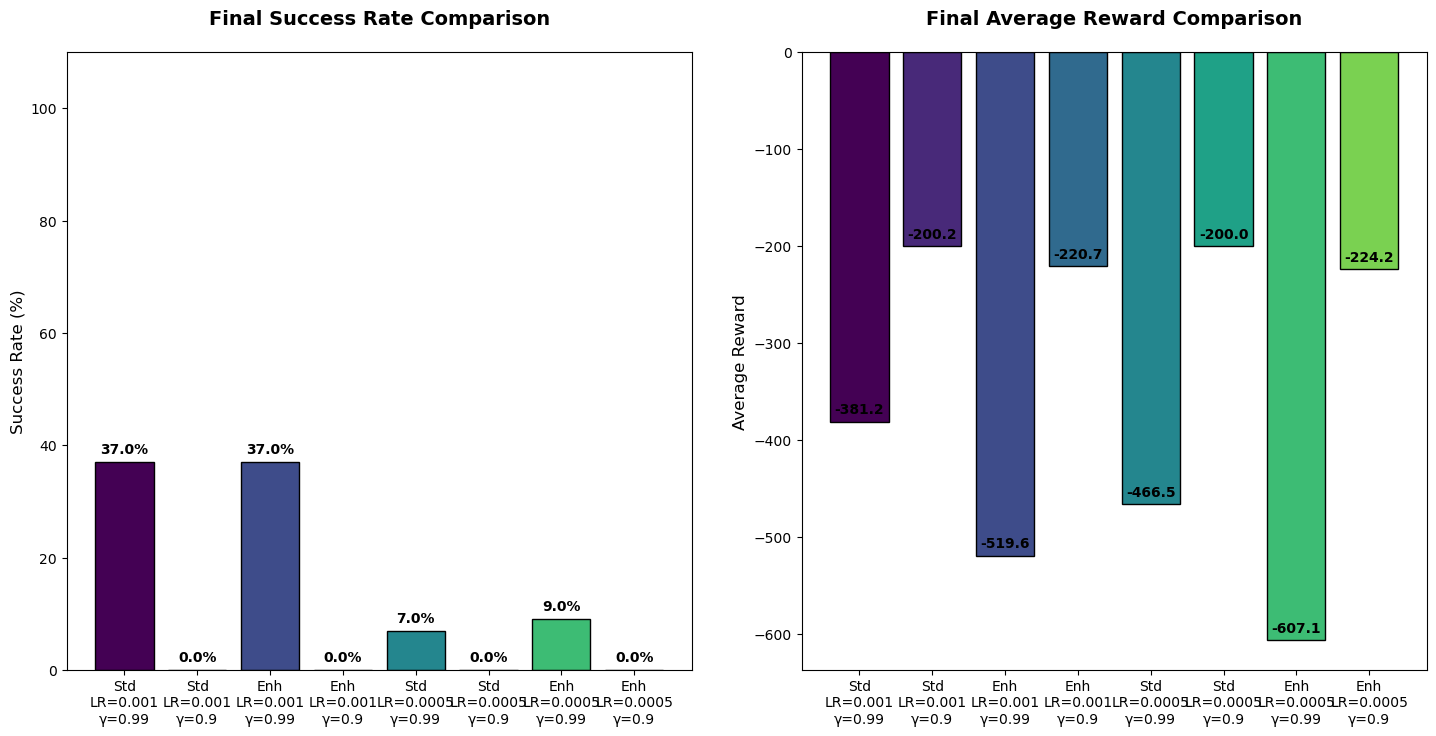 Final Success Rate Comparison
Success Rate (%)
100
80
60
40
20
0
37.0%
0.0%
37.0%
0.0%
7.0%
0.0%
9.0%
0.0%
Std
LR=0.001
γ=0.99
Std
LR=0.001
γ=0.9
Enh
LR=0.001
γ=0.99
Enh
LR=0.001
γ=0.9
Std
LR=0.0005
γ=0.99
Std
LR=0.0005
γ=0.9
Enh
LR=0.0005
γ=0.99
Enh
LR=0.0005
γ=0.9
Final Average Reward Comparison
Average Reward
0
−100
−200
−300
−400
−500
−600
-381.2
-200.2
-519.6
-220.7
-466.5
-200.0
-607.1
-224.2
Std
LR=0.001
γ=0.99
Std
LR=0.001
γ=0.9
Enh
LR=0.001
γ=0.99
Enh
LR=0.001
γ=0.9
Std
LR=0.0005
γ=0.99
Std
LR=0.0005
γ=0.9
Enh
LR=0.0005
γ=0.99
Enh
LR=0.0005
γ=0.9